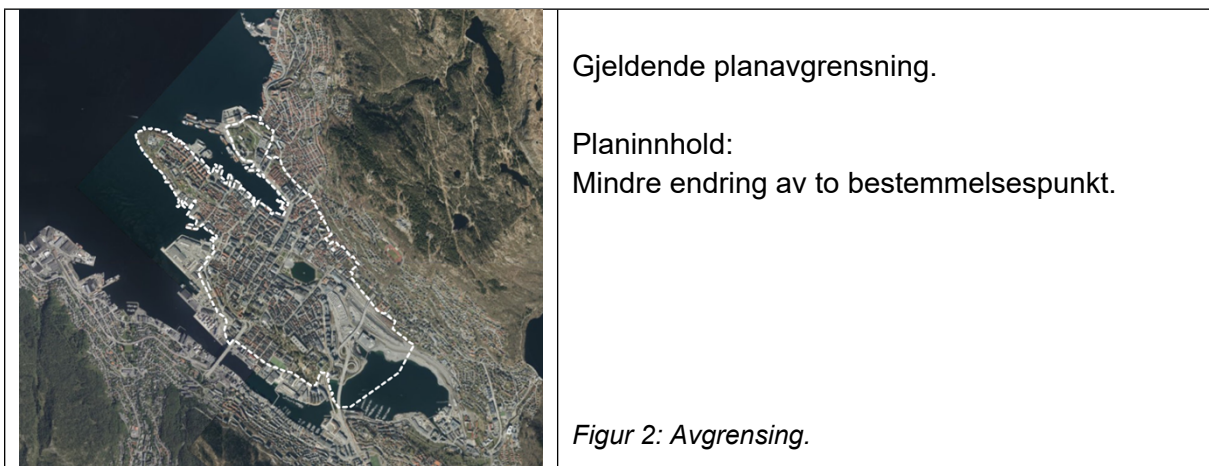 Gjeldende planavgrensning.
Planinnhold:
Mindre endring av to bestemmelsespunkt.
Figur 2: Avgrensing.